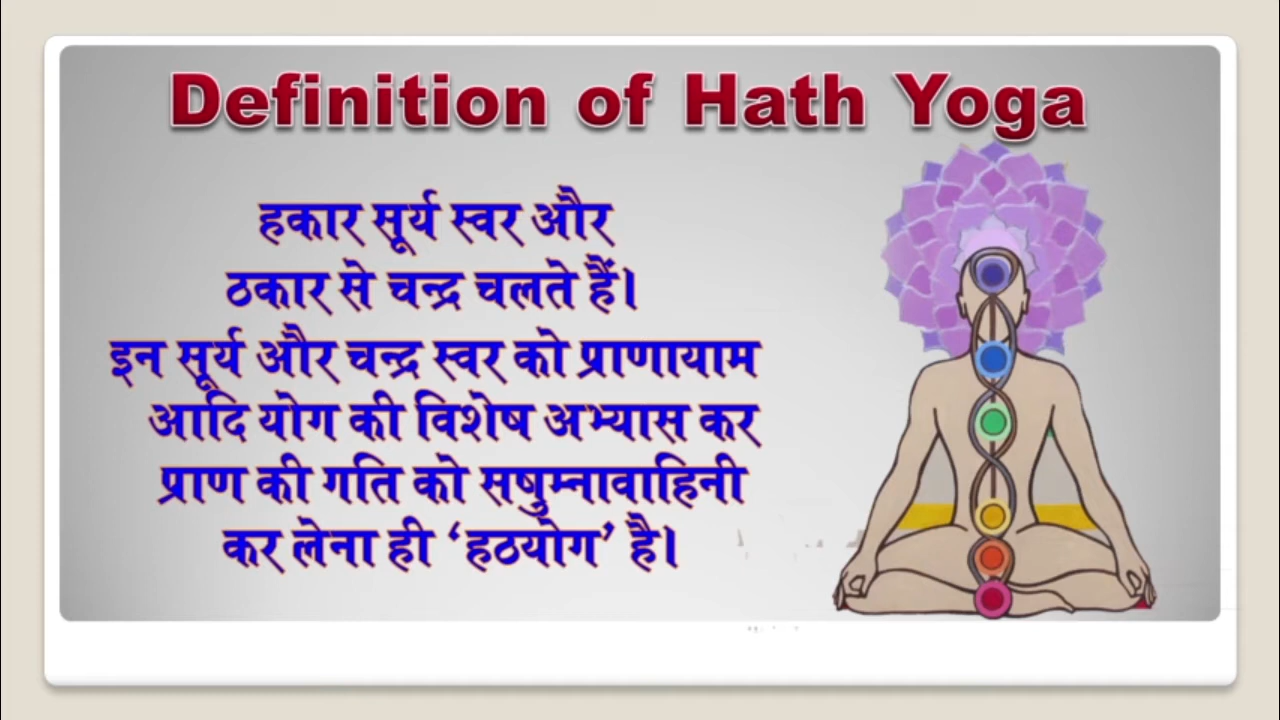 Definition of Hath Yoga
हकार सूर्य स्वर और
ठकार से चन्द्र चलते हैं।
इन सूर्य और चन्द्र स्वर को प्राणायाम
आदि योग की विशेष अभ्यास कर
प्राण की गति को सषुम्नावाहिनी
कर लेना ही ‘हठयोग’ है।